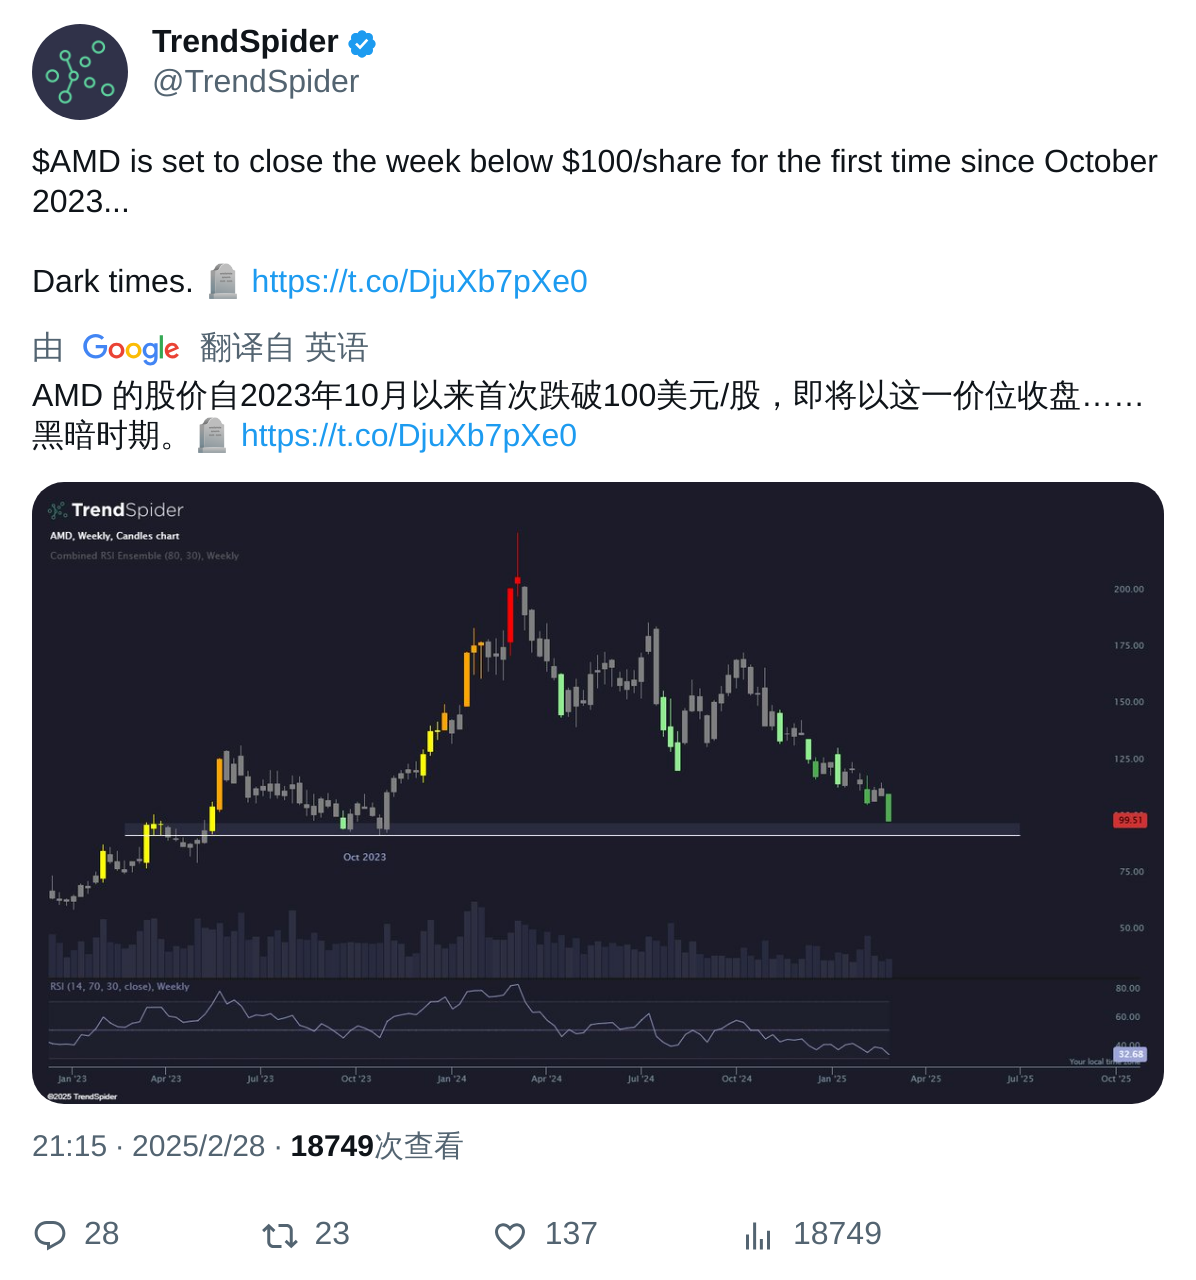 TrendSpider
@TrendSpider
$AMD is set to close the week below $100/share for the first time since October
2023...
Dark times. 🪦 https://t.co/DjuXb7pXe0
由 Google 翻译自 英语
AMD 的股价自2023年10月以来首次跌破100美元/股，即将以这一价位收盘……
黑暗时期。🪦 https://t.co/DjuXb7pXe0
TrendSpider
AMD, Weekly, Candles chart
Combined RSI Ensemble (80, 30), Weekly
200.00
175.00
150.00
125.00
99.51
Oct 2023
75.00
50.00
RSI (14, 70, 30, close), Weekly
80.00
60.00
40.00
32.68
Your local time zone
Jan '23 Apr '23 Jul '23 Oct '23 Jan '24 Apr '24 Jul '24 Oct '24 Jan '25 Apr '25 Jul '25 Oct '25
©2025 TrendSpider
21:15 · 2025/2/28 · 18749次查看
28 23 137 18749